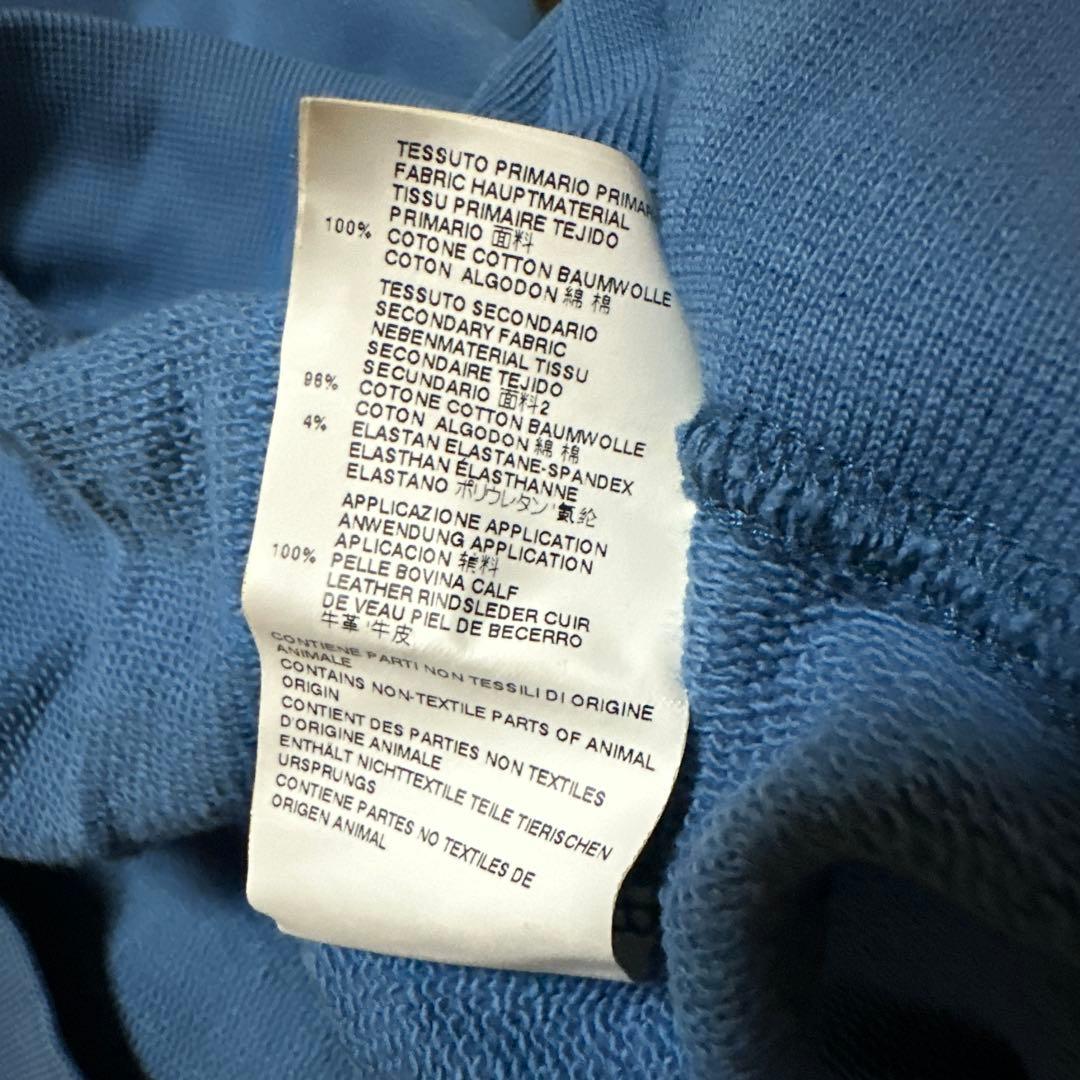 TESSUTO PRIMARIO PRIMAR
FABRIC HAUPTMATERIAL
TISSU PRIMAIRE TEJIDO
PRIMARIO 面料
100% COTONE COTTON BAUMWOLLE
COTON ALGODON 綿 棉
TESSUTO SECONDARIO
SECONDARY FABRIC
NEBENMATERIAL TISSU
SECONDAIRE TEJIDO
SECUNDARIO 面料2
96% COTONE COTTON BAUMWOLLE
COTON ALGODON 綿 棉
4% ELASTAN ELASTANE-SPANDEX
ELASTHAN ÉLASTHANNE
ELASTANO ポリウレタン'氨纶
APPLICAZIONE APPLICATION
ANWENDUNG APPLICATION
APLICACION 辅料
100% PELLE BOVINA CALF
LEATHER RINDSLEDER CUIR
DE VEAU PIEL DE BECERRO
牛革'牛皮
CONTIENE PARTI NON TESSILI DI ORIGINE
ANIMALE
CONTAINS NON-TEXTILE PARTS OF ANIMAL
ORIGIN
CONTIENT DES PARTIES NON TEXTILES
D'ORIGINE ANIMALE
ENTHÄLT NICHTTEXTILE TEILE TIERISCHEN
URSPRUNGS
CONTIENE PARTES NO TEXTILES DE
ORIGEN ANIMAL